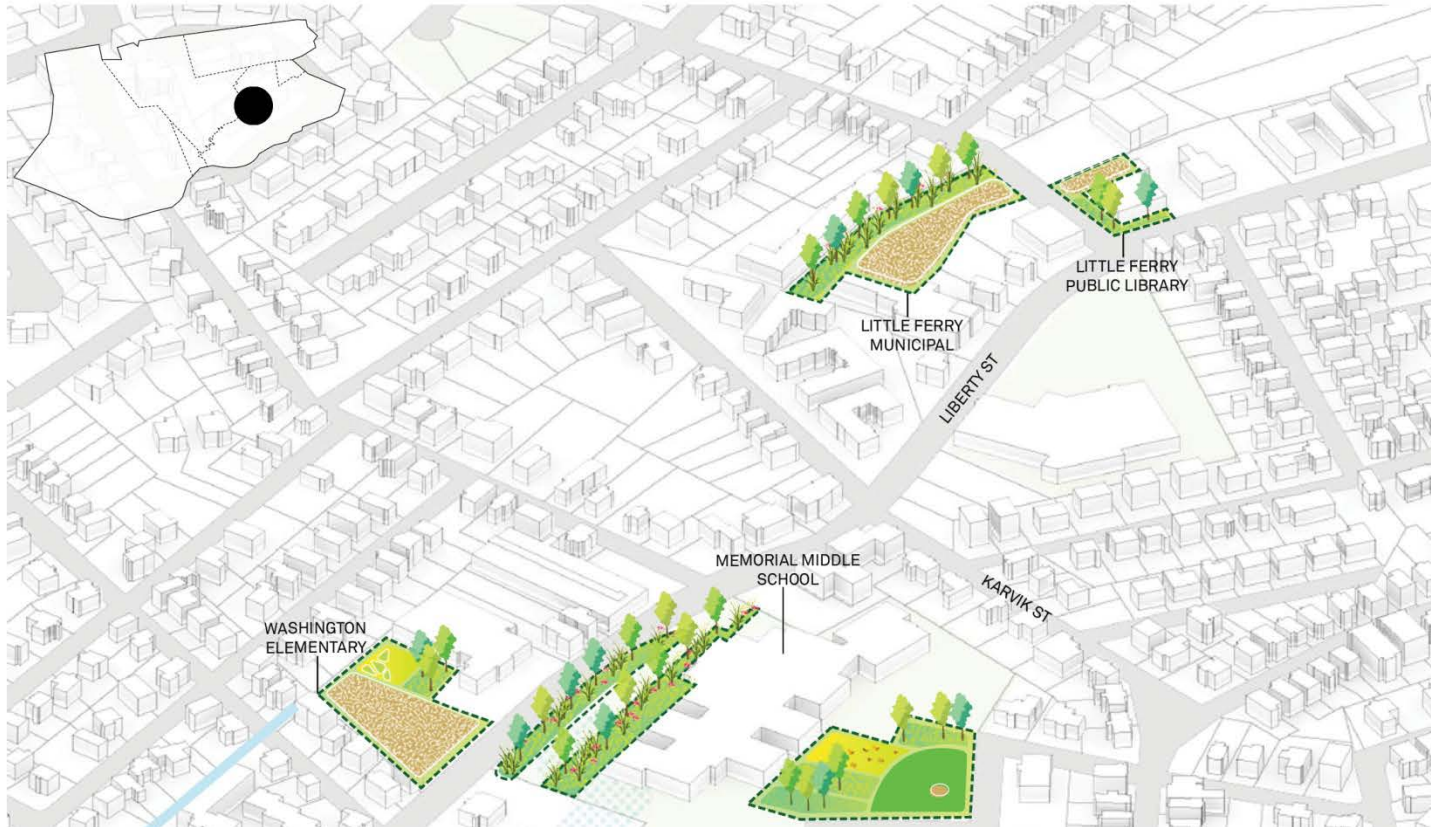 LITTLE FERRY
PUBLIC LIBRARY
LITTLE FERRY
MUNICIPAL
LIBERTY ST
MEMORIAL MIDDLE
SCHOOL
KARVIK ST
WASHINGTON
ELEMENTARY